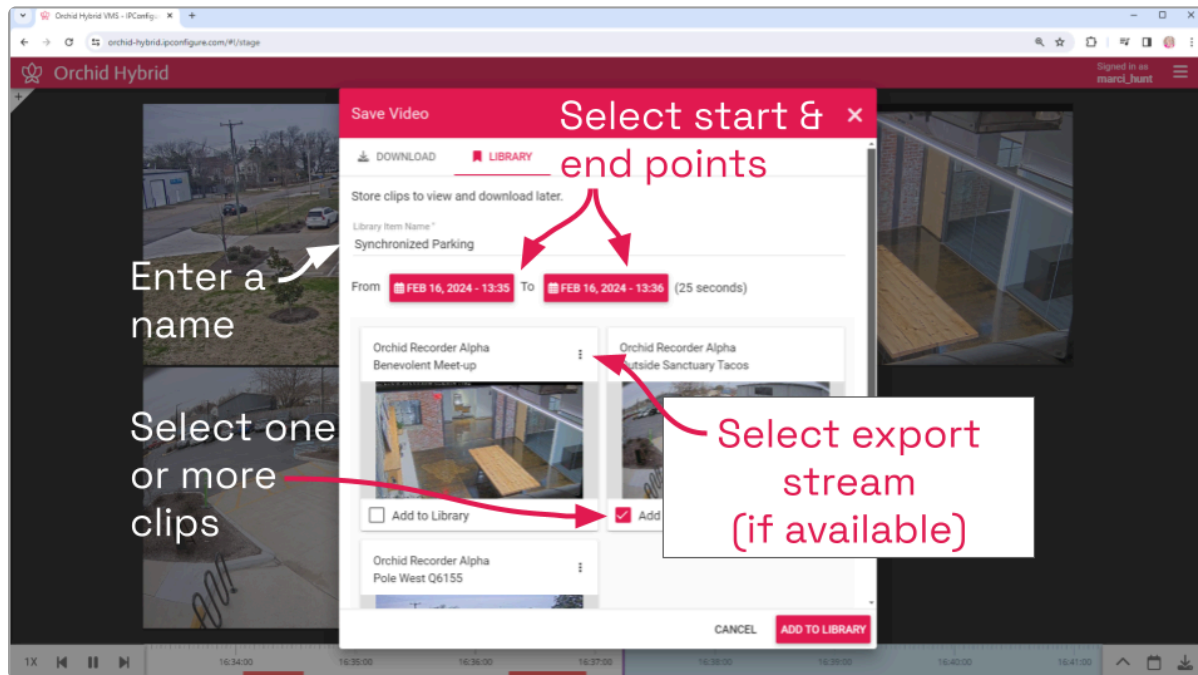 Orchid Hybrid VMS - IPConfigu
orchid-hybrid.ipconfigure.com/#!/stage
Orchid Hybrid
Signed in as
marci_hunt
Save Video
Select start &
end points
DOWNLOAD
LIBRARY
Store clips to view and download later.
Library Item Name *
Synchronized Parking
Enter a
name
From
FEB 16, 2024 - 13:35
To
FEB 16, 2024 - 13:36
(25 seconds)
Orchid Recorder Alpha
Benevolent Meet-up
Orchid Recorder Alpha
Outside Sanctuary Tacos
Select one
or more
clips
Select export
stream
(if available)
Add to Library
Add
Orchid Recorder Alpha
Pole West Q6155
CANCEL
ADD TO LIBRARY
1X
16:34:00
16:35:00
16:36:00
16:37:00
16:38:00
16:39:00
16:40:00
16:41:00